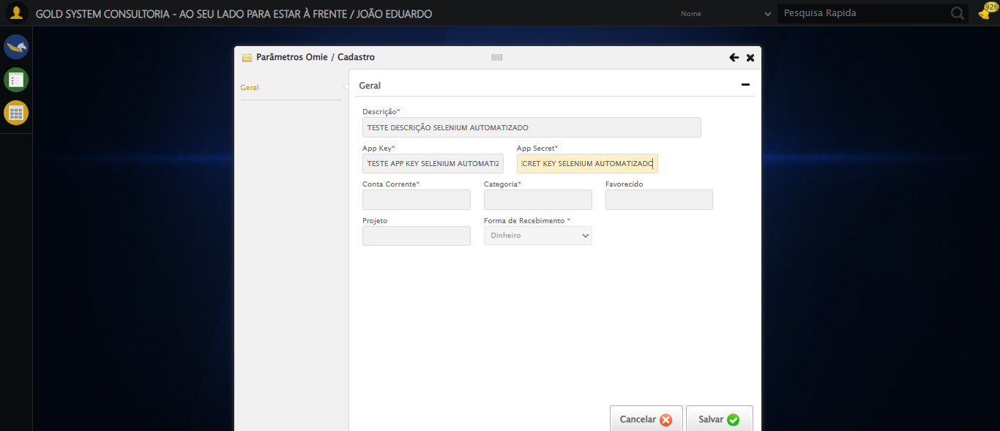 GOLD SYSTEM CONSULTORIA - AO SEU LADO PARA ESTAR À FRENTE / JOÃO EDUARDO
Nome
Pesquisa Rapida
926
Parâmetros Omie / Cadastro
Geral
Geral
Descrição*
TESTE DESCRIÇÃO SELENIUM AUTOMATIZADO
App Key*
App Secret*
TESTE APP KEY SELENIUM AUTOMATIZ
CRET KEY SELENIUM AUTOMATIZADO
Conta Corrente*
Categoria*
Favorecido
Projeto
Forma de Recebimento *
Dinheiro
Cancelar
Salvar